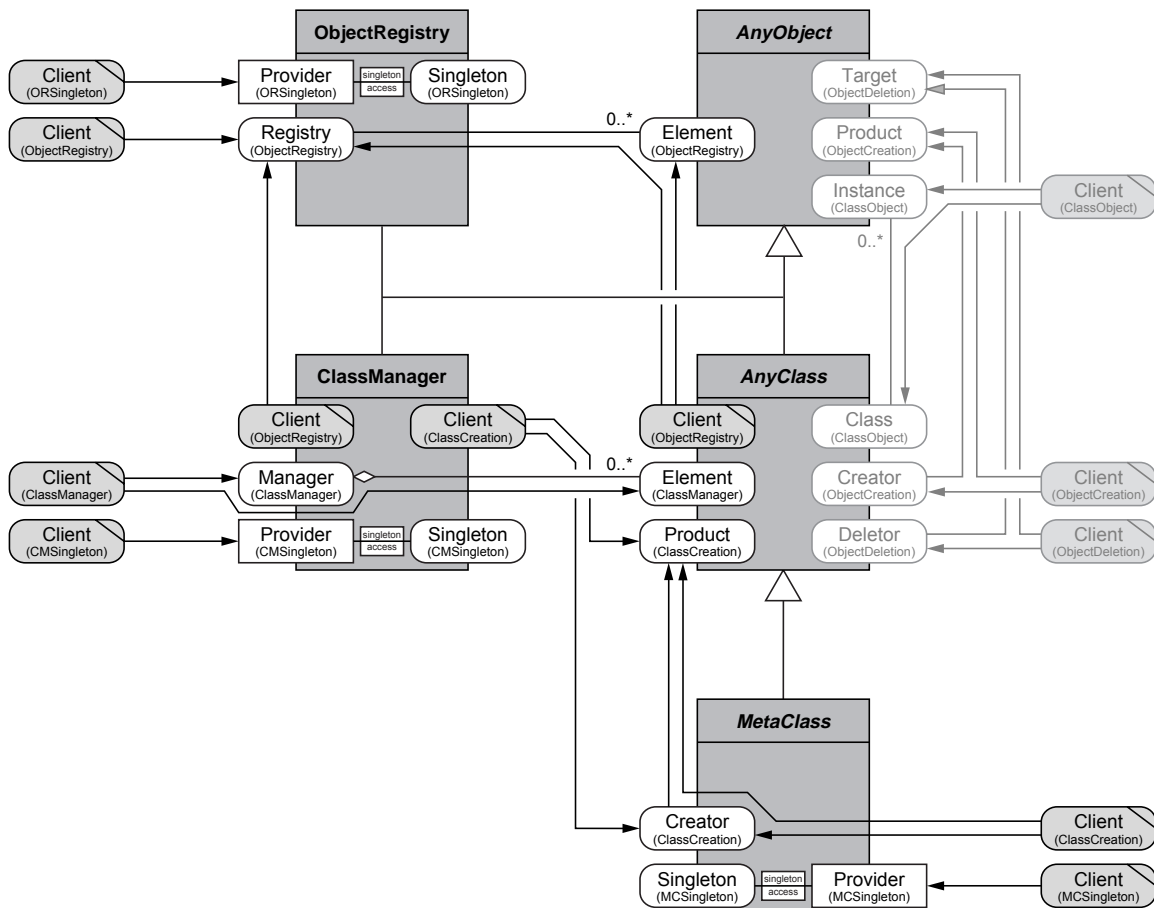 ObjectRegistry
AnyObject
Client
(ORSingleton)
Provider
(ORSingleton)
singleton
access
Singleton
(ORSingleton)
Target
(ObjectDeletion)
Client
(ObjectRegistry)
Registry
(ObjectRegistry)
0..*
Element
(ObjectRegistry)
Product
(ObjectCreation)
Instance
(ClassObject)
Client
(ClassObject)
0..*
ClassManager
AnyClass
Client
(ObjectRegistry)
Client
(ClassCreation)
Client
(ObjectRegistry)
Class
(ClassObject)
Client
(ClassManager)
Manager
(ClassManager)
0..*
Element
(ClassManager)
Creator
(ObjectCreation)
Client
(ObjectCreation)
Client
(CMSingleton)
Provider
(CMSingleton)
singleton
access
Singleton
(CMSingleton)
Product
(ClassCreation)
Deletor
(ObjectDeletion)
Client
(ObjectDeletion)
MetaClass
Creator
(ClassCreation)
Client
(ClassCreation)
Singleton
(MCSingleton)
singleton
access
Provider
(MCSingleton)
Client
(MCSingleton)